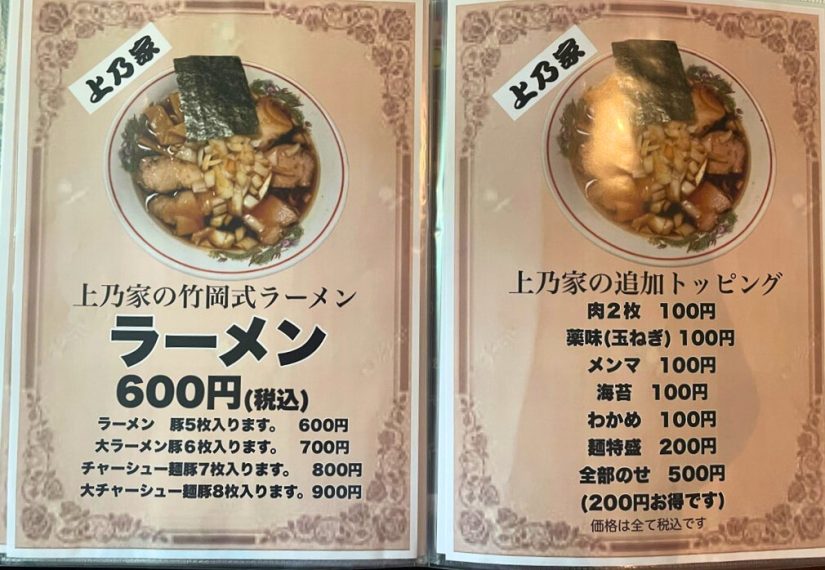 上乃家
上乃家の竹岡式ラーメン
ラーメン
600円(税込)
ラーメン 豚5枚入ります。 600円
大ラーメン豚6枚入ります。 700円
チャーシュー麺豚7枚入ります。 800円
大チャーシュー麺豚8枚入ります。900円
上乃家
上乃家の追加トッピング
肉2枚 100円
薬味(玉ねぎ) 100円
メンマ 100円
海苔 100円
わかめ 100円
麺特盛 200円
全部のせ 500円
(200円お得です)
価格は全て税込です